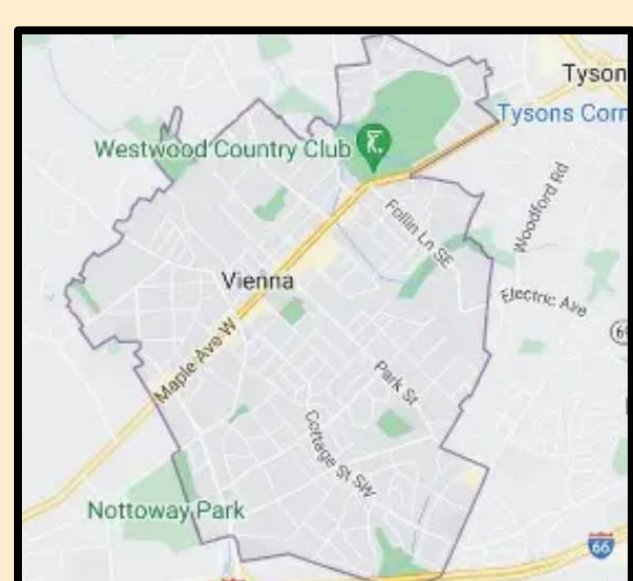 Tyson
Tysons Corn
Westwood Country Club
Woodford Rd
Follin Ln SE
Vienna
Electric Ave
Maple Ave W
Park St
Cottage St SW
Nottoway Park
66